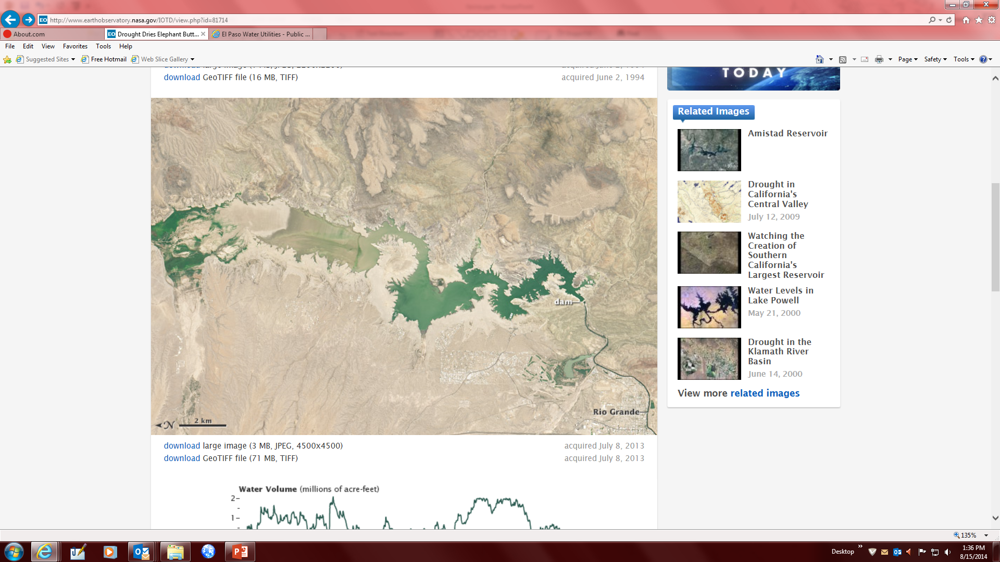 http://www.earthobservatory.nasa.gov/IOTD/view.php?id=81714
About.com
Drought Dries Elephant Butt...
El Paso Water Utilities - Public ...
File Edit View Favorites Tools Help
Suggested Sites Free Hotmail Web Slice Gallery
Page Safety Tools
download GeoTIFF file (16 MB, TIFF)
acquired June 2, 1994
dam
Rio Grande
N
2 km
download large image (3 MB, JPEG, 4500x4500)
acquired July 8, 2013
download GeoTIFF file (71 MB, TIFF)
acquired July 8, 2013
Water Volume (millions of acre-feet)
2
1
TODAY
Related Images
Amistad Reservoir
Drought in
California's
Central Valley
July 12, 2009
Watching the
Creation of
Southern
California's
Largest Reservoir
Water Levels in
Lake Powell
May 21, 2000
Drought in the
Klamath River
Basin
June 14, 2000
View more related images
135%
Desktop
1:36 PM
8/15/2014